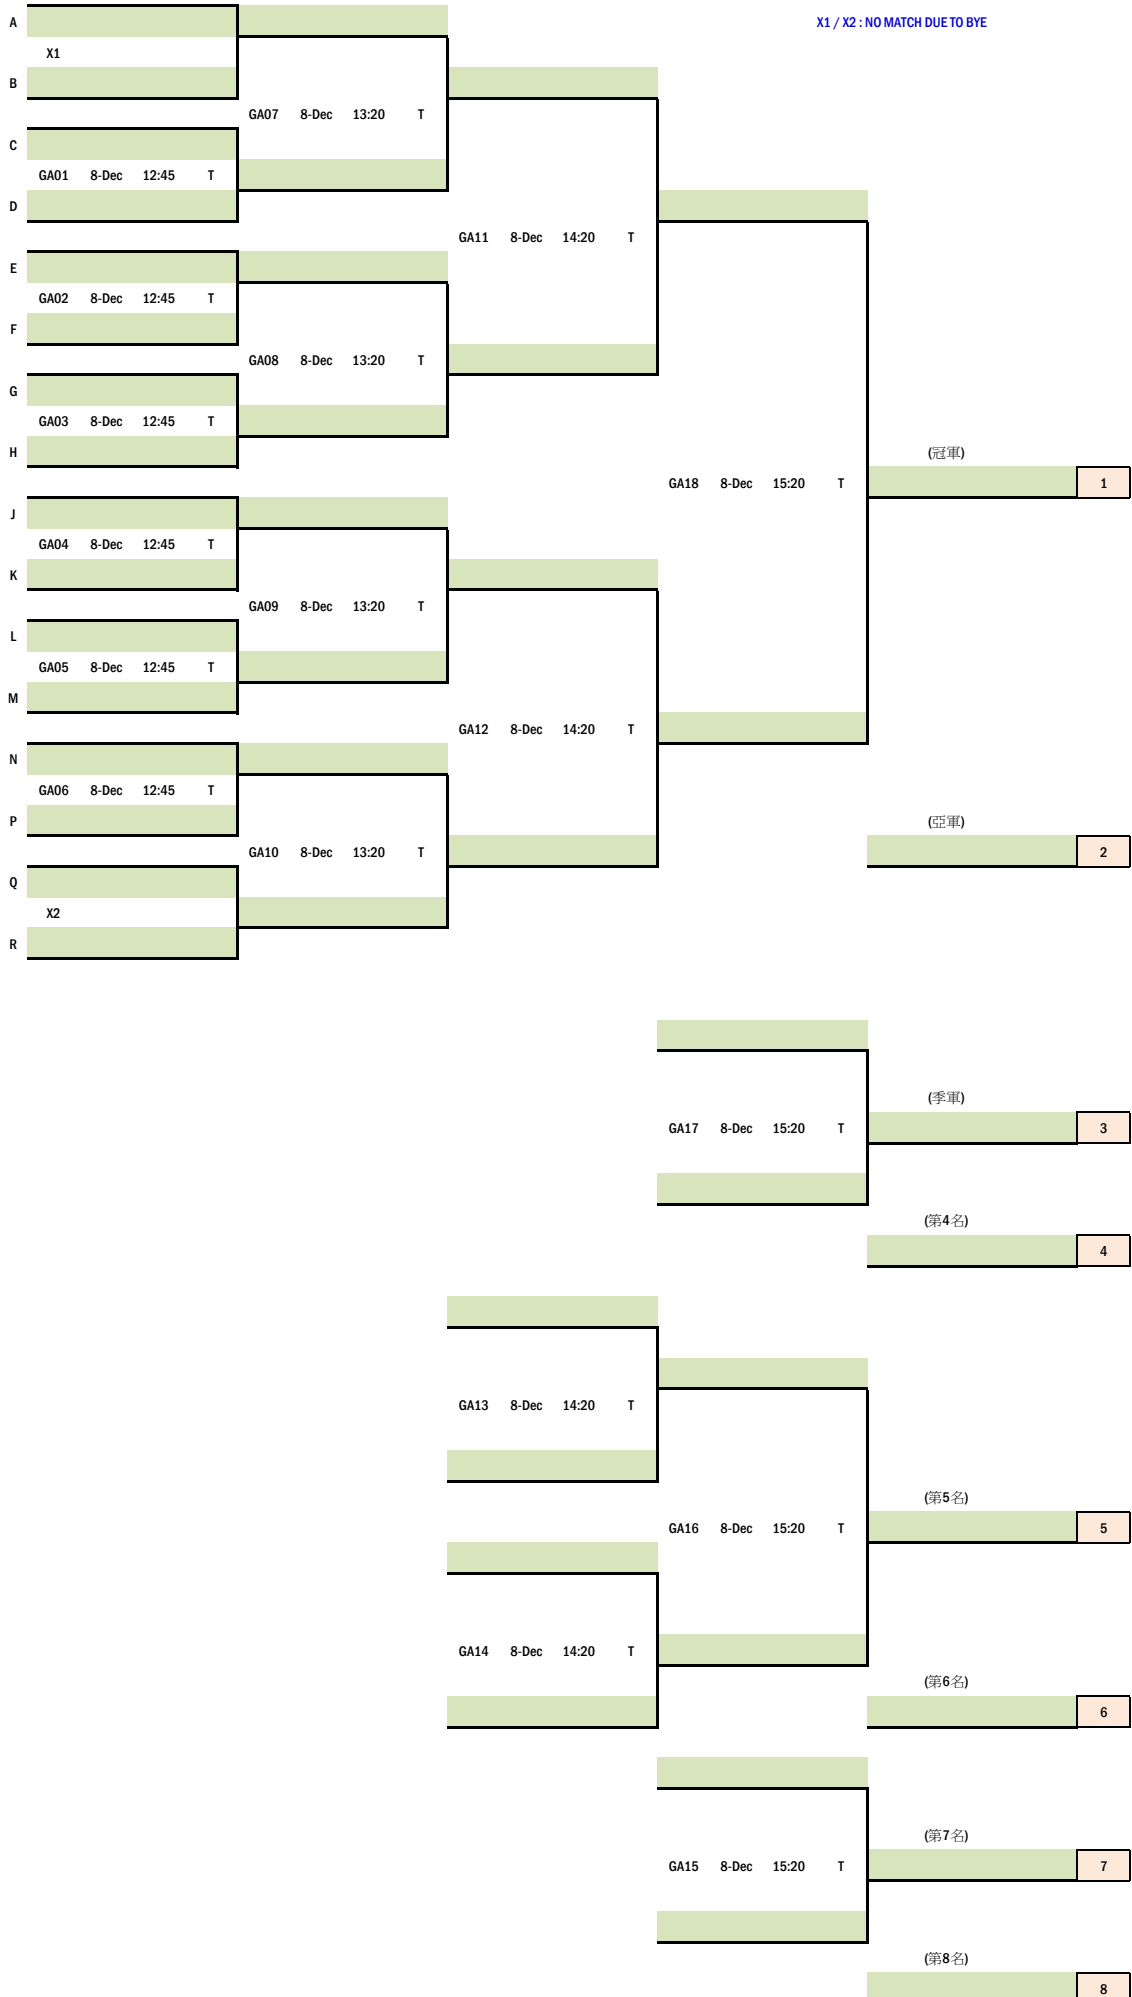 A X1 / X2 : NO MATCH DUE TO BYE
X1
B
GA07 8-Dec 13:20 T
C
GA01 8-Dec 12:45 T
D
GA11 8-Dec 14:20 T
E
GA02 8-Dec 12:45 T
F
GA08 8-Dec 13:20 T
G
GA03 8-Dec 12:45 T
H (冠軍)
GA18 8-Dec 15:20 T 1
J
GA04 8-Dec 12:45 T
K
GA09 8-Dec 13:20 T
L
GA05 8-Dec 12:45 T
M
GA12 8-Dec 14:20 T
N
GA06 8-Dec 12:45 T
P (亞軍)
GA10 8-Dec 13:20 T 2
Q
X2
R
(季軍)
GA17 8-Dec 15:20 T 3
(第4名)
4
GA13 8-Dec 14:20 T
(第5名)
GA16 8-Dec 15:20 T 5
GA14 8-Dec 14:20 T
(第6名)
6
(第7名)
GA15 8-Dec 15:20 T 7
(第8名)
8